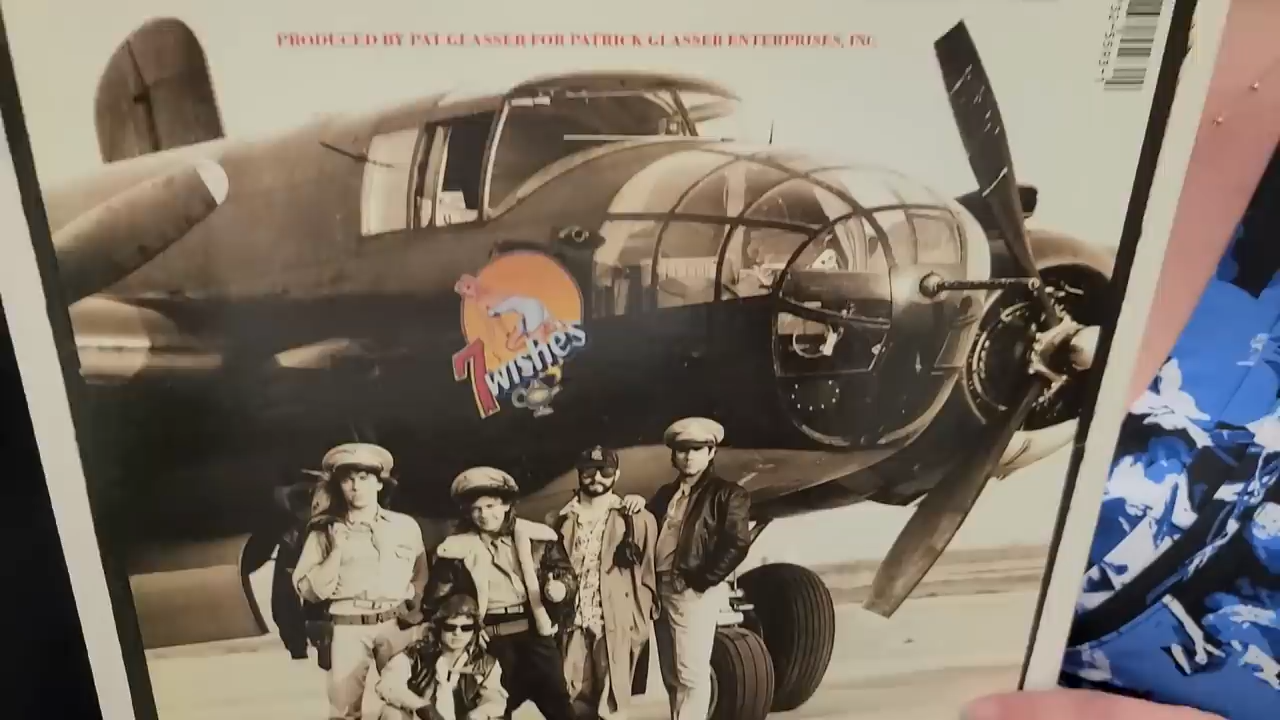 PRODUCED BY PAT GLASSER FOR PATRICK GLASSER ENTERPRISES, INC.
7 wishes